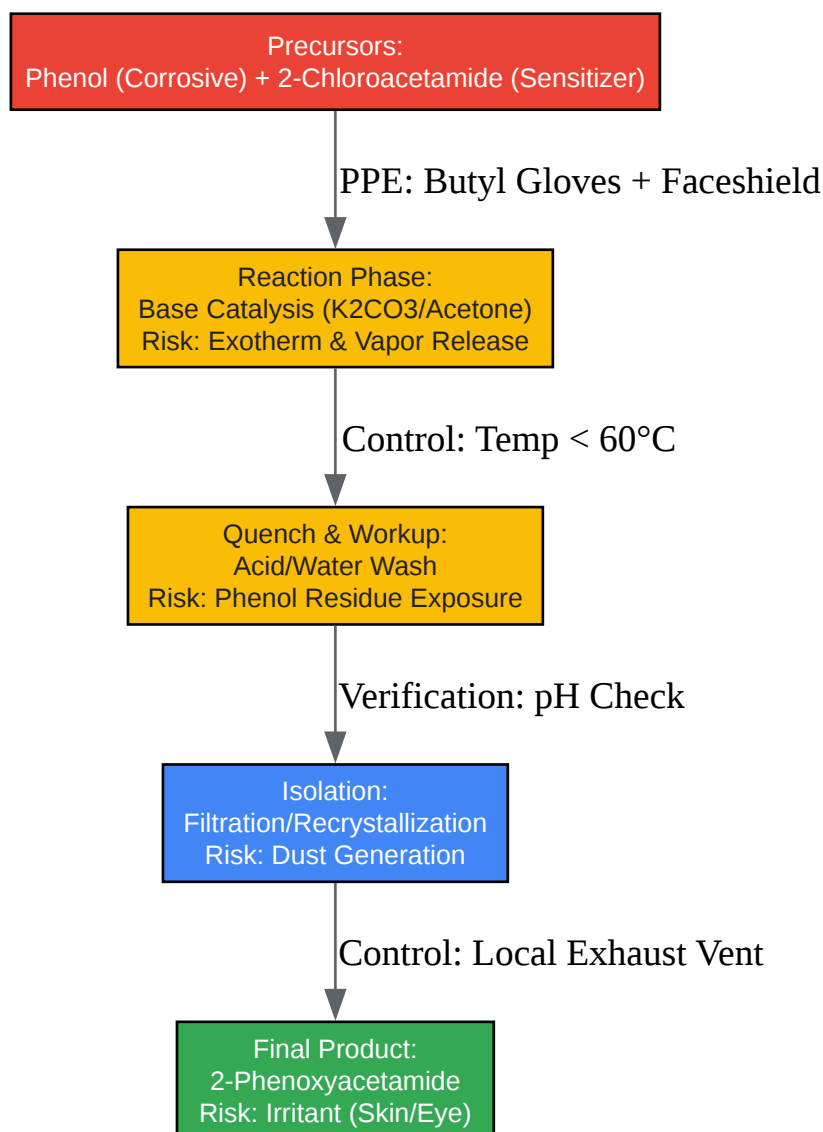 Precursors:
Phenol (Corrosive) + 2-Chloroacetamide (Sensitizer)
PPE: Butyl Gloves + Faceshield
Reaction Phase:
Base Catalysis (K2CO3/Acetone)
Risk: Exotherm & Vapor Release
Control: Temp < 60°C
Quench & Workup:
Acid/Water Wash
Risk: Phenol Residue Exposure
Verification: pH Check
Isolation:
Filtration/Recrystallization
Risk: Dust Generation
Control: Local Exhaust Vent
Final Product:
2-Phenoxyacetamide
Risk: Irritant (Skin/Eye)